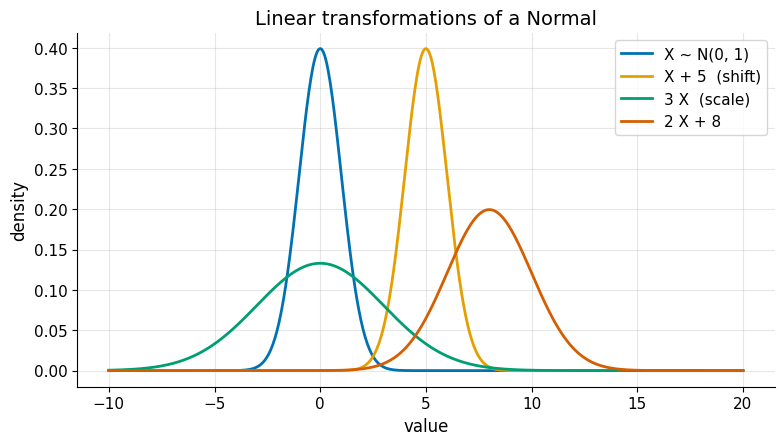 Linear transformations of a Normal
X ~ N(0, 1)
X + 5  (shift)
3 X  (scale)
2 X + 8
density
0.40
0.35
0.30
0.25
0.20
0.15
0.10
0.05
0.00
−10
−5
0
5
10
15
20
value